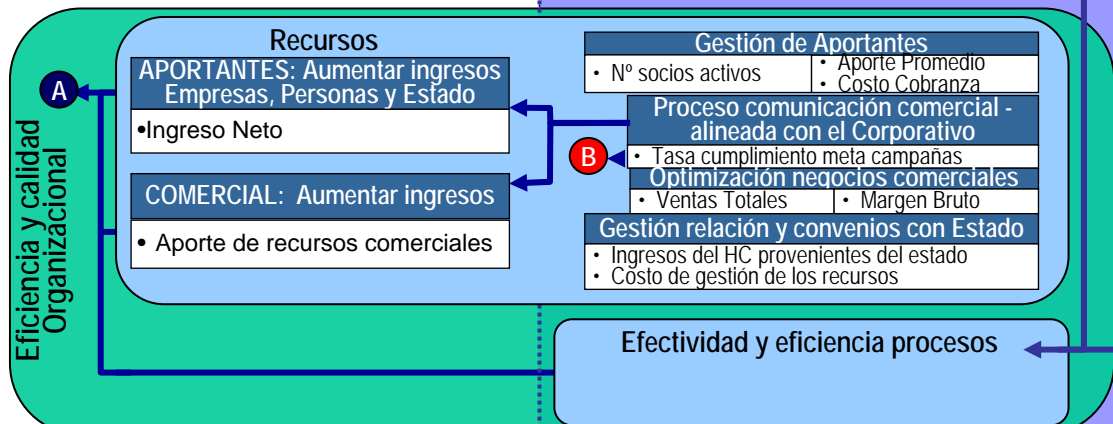 Eficiencia y calidad
Organizacional
A
Recursos
APORTANTES: Aumentar ingresos
Empresas, Personas y Estado
•Ingreso Neto
COMERCIAL: Aumentar ingresos
• Aporte de recursos comerciales
B
Gestión de Aportantes
• Nº socios activos
• Aporte Promedio
• Costo Cobranza
Proceso comunicación comercial -
alineada con el Corporativo
• Tasa cumplimiento meta campañas
Optimización negocios comerciales
• Ventas Totales
• Margen Bruto
Gestión relación y convenios con Estado
• Ingresos del HC provenientes del estado
• Costo de gestión de los recursos
Efectividad y eficiencia procesos